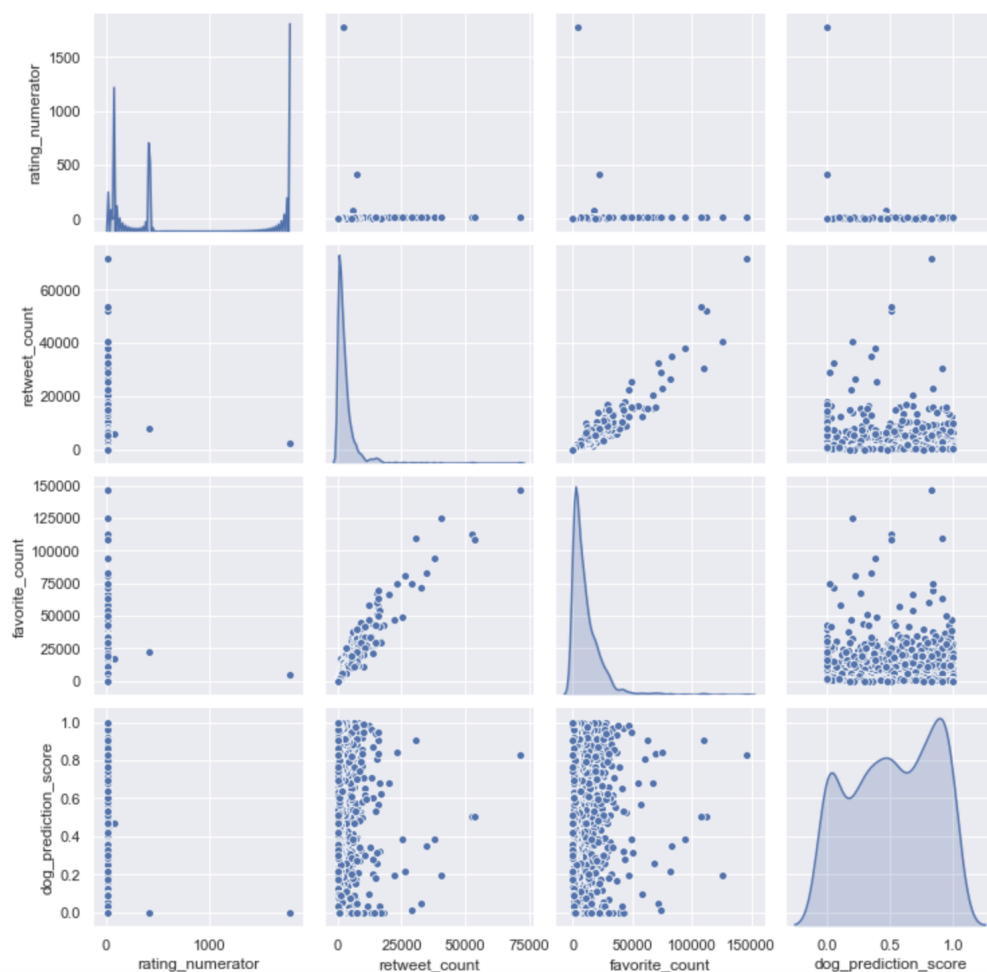 1500
1000
500
0
rating_numerator
60000
40000
20000
0
retweet_count
150000
125000
100000
75000
50000
25000
0
favorite_count
1.0
0.8
0.6
0.4
0.2
0.0
dog_prediction_score
0 1000
rating_numerator
0 25000 50000 75000
retweet_count
0 50000 100000 150000
favorite_count
0.0 0.5 1.0
dog_prediction_score